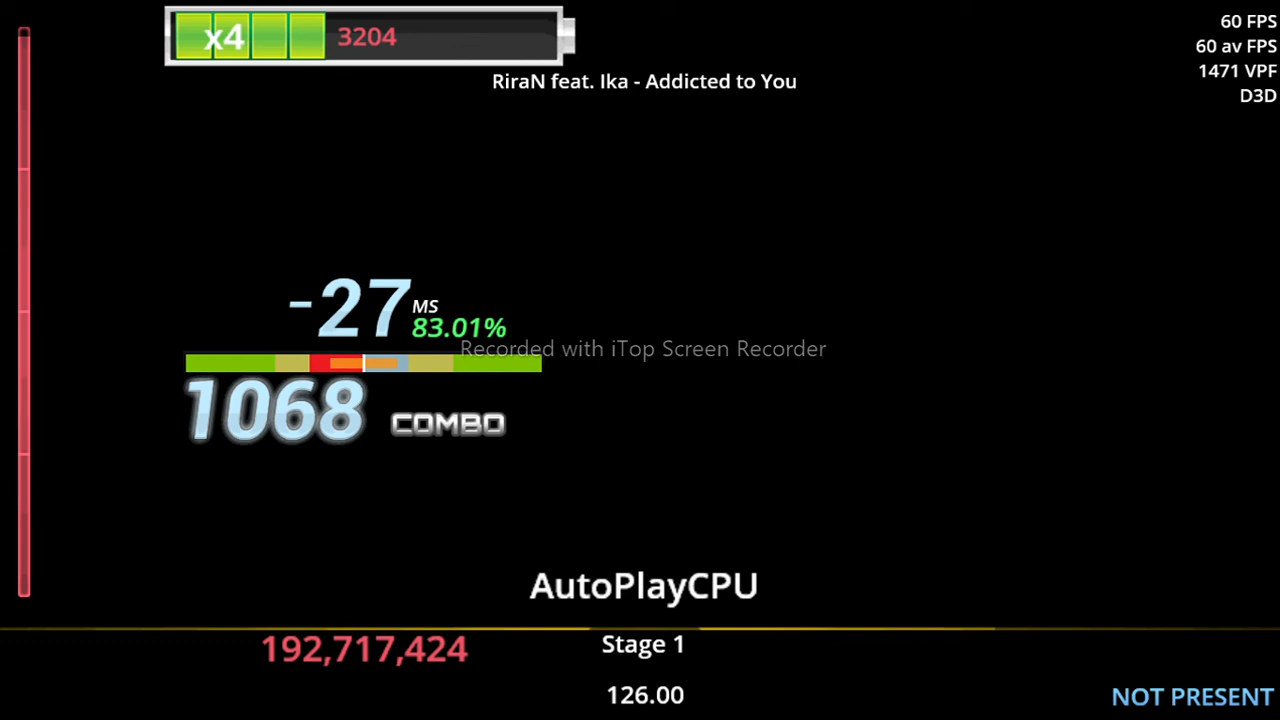 x4 3204
60 FPS
60 av FPS
1471 VPF
D3D
RiraN feat. Ika - Addicted to You
-27 MS
83.01%
Recorded with iTop Screen Recorder
1068 COMBO
AutoPlayCPU
192,717,424
Stage 1
126.00
NOT PRESENT